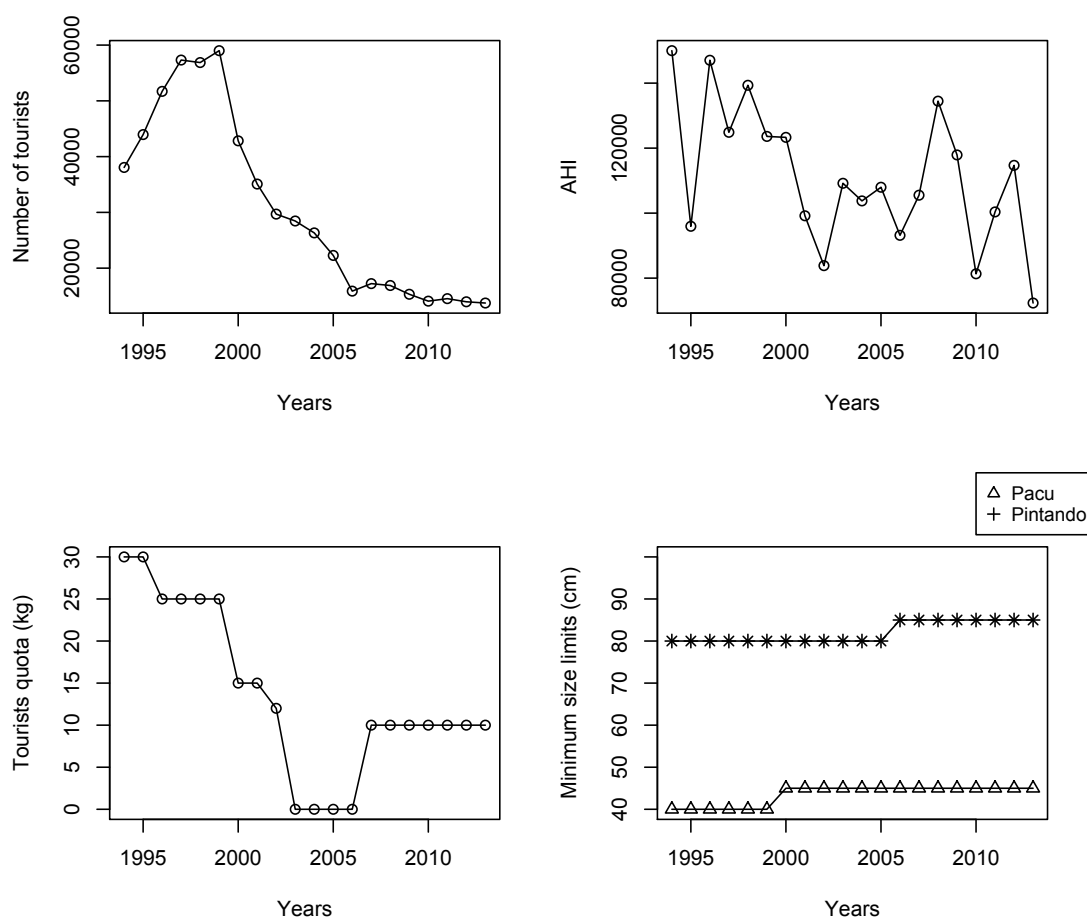 Number of tourists
60000
40000
20000
1995 2000 2005 2010
Years
AHI
120000
80000
1995 2000 2005 2010
Years
Tourists quota (kg)
30
25
20
15
10
5
0
1995 2000 2005 2010
Years
Pacu
Pintando
Minimum size limits (cm)
90
80
70
60
50
40
1995 2000 2005 2010
Years